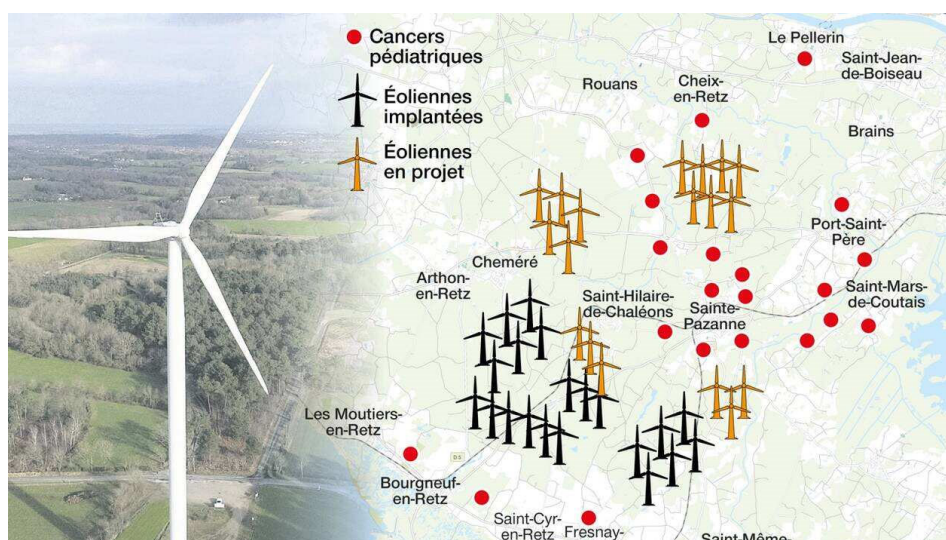 Cancers
pédiatriques
Éoliennes
implantées
Éoliennes
en projet
Le Pellerin
Saint-Jean-
de-Boiseau
Rouans
Cheix-
en-Retz
Brains
Port-Saint-
Père
Cheméré
Arthon-
en-Retz
Saint-Hilaire-
de-Chaléons
Sainte-
Pazanne
Saint-Mars-
de-Coutais
Les Moutiers-
en-Retz
Bourgneuf-
en-Retz
Saint-Cyr-
en-Retz
Fresnay-
Saint-Même-